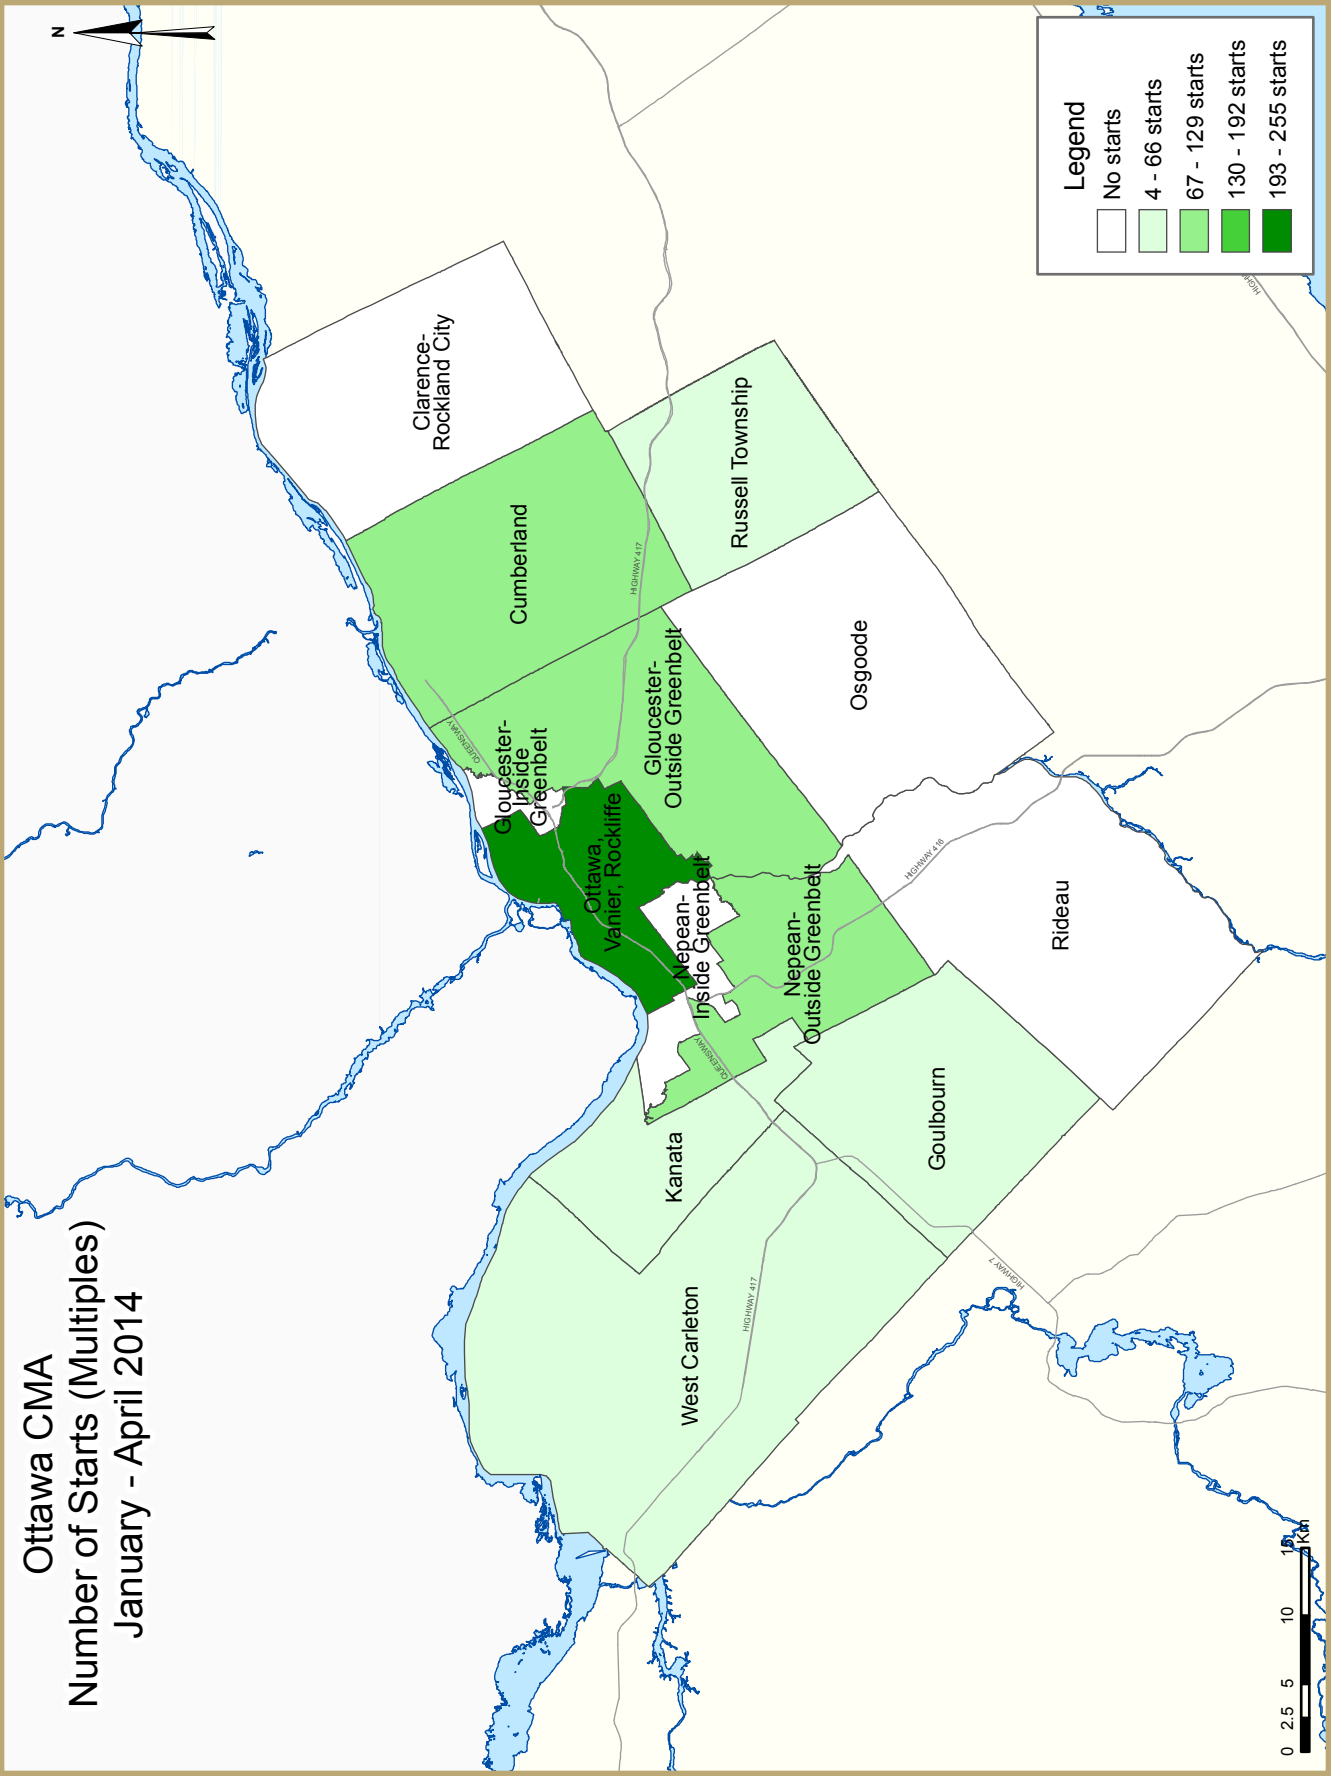 Ottawa CMA
Number of Starts (Multiples)
January - April 2014
N
Clarence-
Rockland City
Cumberland
Russell Township
HIGHWAY 417
QUEENSWAY
Gloucester-
Inside
Greenbelt
Gloucester-
Outside Greenbelt
Osgoode
Ottawa,
Vanier, Rockliffe
Nepean-
Inside Greenbelt
Nepean-
Outside Greenbelt
HIGHWAY 416
Rideau
QUEENSWAY
Kanata
Goulbourn
West Carleton
HIGHWAY 417
HIGHWAY 7
Legend
No starts
4 - 66 starts
67 - 129 starts
130 - 192 starts
193 - 255 starts
0 2.5 5 10 15
Km